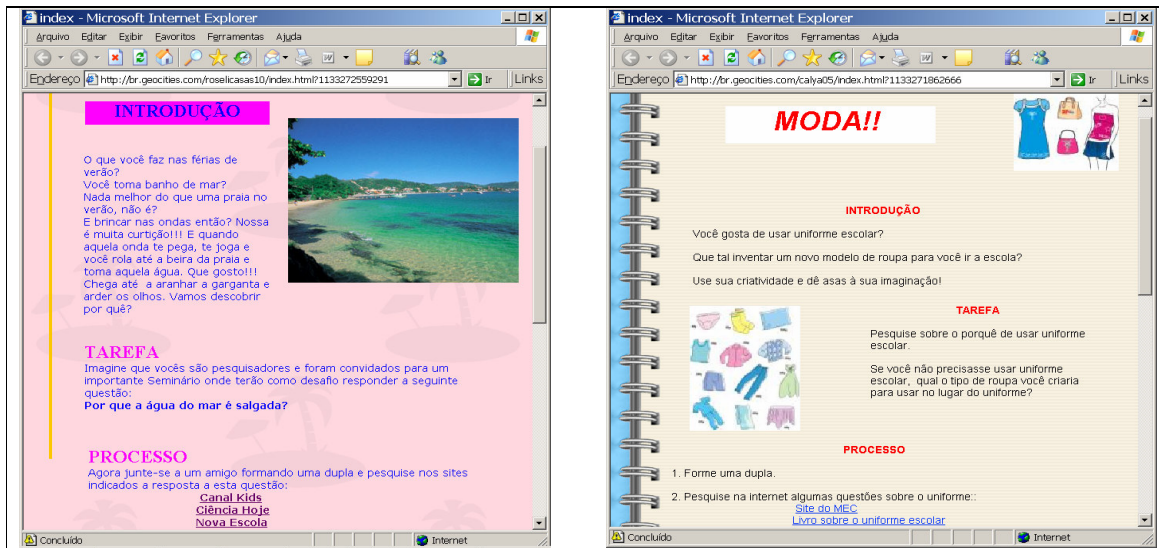 index - Microsoft Internet Explorer
Arquivo Editar Exibir Favoritos Ferramentas Ajuda
Endereço http://br.geocities.com/roselicasas10/index.html?1133272559291 Ir Links
INTRODUÇÃO
O que você faz nas férias de
verão?
Você toma banho de mar?
Nada melhor do que uma praia no
verão, não é?
E brincar nas ondas então? Nossa
é muita curtição!!! E quando
aquela onda te pega, te joga e
você rola até a beira da praia e
toma aquela água. Que gosto!!!
Chega até a aranhar a garganta e
arder os olhos. Vamos descobrir
por quê?
TAREFA
Imagine que vocês são pesquisadores e foram convidados para um
importante Seminário onde terão como desafio responder a seguinte
questão:
Por que a água do mar é salgada?
PROCESSO
Agora junte-se a um amigo formando uma dupla e pesquise nos sites
indicados a resposta a esta questão:
Canal Kids
Ciência Hoje
Nova Escola
Concluído Internet
index - Microsoft Internet Explorer
Arquivo Editar Exibir Favoritos Ferramentas Ajuda
Endereço http://br.geocities.com/calya05/index.html?1133271862666 Ir Links
MODA!!
INTRODUÇÃO
Você gosta de usar uniforme escolar?
Que tal inventar um novo modelo de roupa para você ir a escola?
Use sua criatividade e dê asas à sua imaginação!
TAREFA
Pesquise sobre o porquê de usar uniforme
escolar.
Se você não precisasse usar uniforme
escolar, qual o tipo de roupa você criaria
para usar no lugar do uniforme?
PROCESSO
1. Forme uma dupla.
2. Pesquise na internet algumas questões sobre o uniforme::
Site do MEC
Livro sobre o uniforme escolar
Concluído Internet